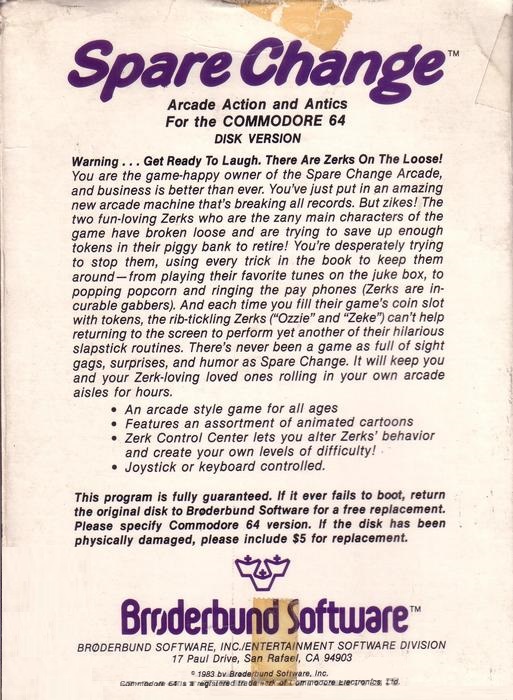 Spare Change™
Arcade Action and Antics
For the COMMODORE 64
DISK VERSION
Warning . . . Get Ready To Laugh. There Are Zerks On The Loose!
You are the game-happy owner of the Spare Change Arcade,
and business is better than ever. You've just put in an amazing
new arcade machine that's breaking all records. But zikes! The
two fun-loving Zerks who are the zany main characters of the
game have broken loose and are trying to save up enough
tokens in their piggy bank to retire! You're desperately trying
to stop them, using every trick in the book to keep them
around—from playing their favorite tunes on the juke box, to
popping popcorn and ringing the pay phones (Zerks are in-
curable gabbers). And each time you fill their game's coin slot
with tokens, the rib-tickling Zerks ("Ozzie" and "Zeke") can't help
returning to the screen to perform yet another of their hilarious
slapstick routines. There's never been a game as full of sight
gags, surprises, and humor as Spare Change. It will keep you
and your Zerk-loving loved ones rolling in your own arcade
aisles for hours.
• An arcade style game for all ages
• Features an assortment of animated cartoons
• Zerk Control Center lets you alter Zerks' behavior
and create your own levels of difficulty!
• Joystick or keyboard controlled.
This program is fully guaranteed. If it ever fails to boot, return
the original disk to Brøderbund Software for a free replacement.
Please specify Commodore 64 version. If the disk has been
physically damaged, please include $5 for replacement.
Brøderbund Software™
BRØDERBUND SOFTWARE, INC./ENTERTAINMENT SOFTWARE DIVISION
17 Paul Drive, San Rafael, CA 94903
© 1983 by Brøderbund Software, Inc.
Commodore 64 is a registered trademark of Commodore Electronics, Ltd.